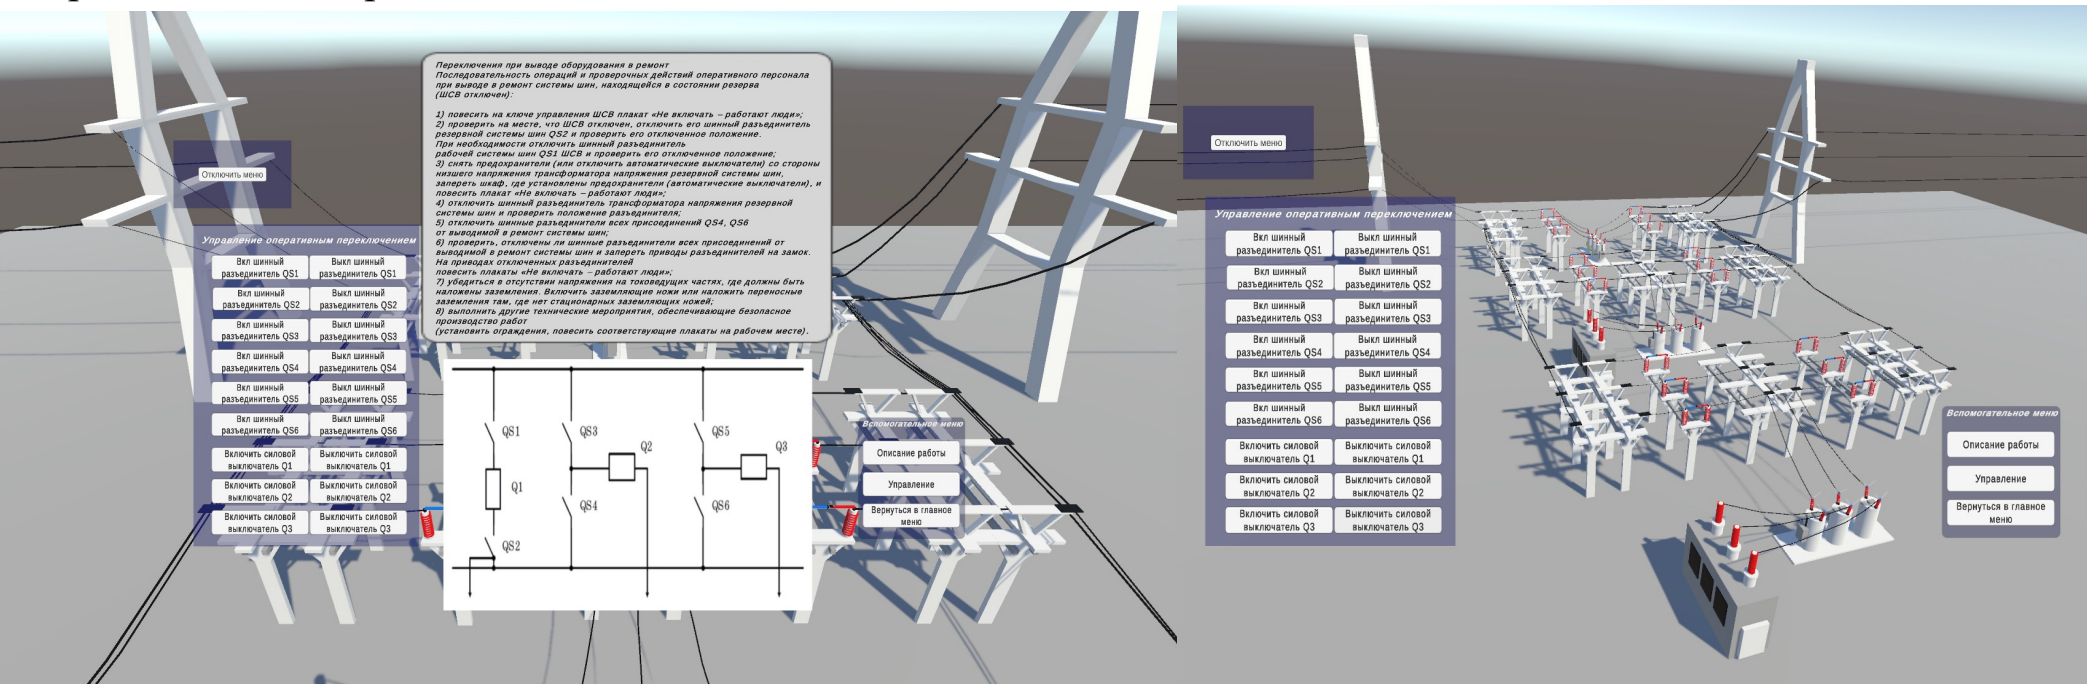 Переключения при выводе оборудования в ремонт
Последовательность операций и проверочных действий оперативного персонала
при выводе в ремонт системы шин, находящейся в состоянии резерва
(ШСВ отключен):
1) повесить на ключе управления ШСВ плакат «Не включать – работают люди»;
2) проверить на месте, что ШСВ отключен, отключить его шинный разъединитель
резервной системы шин QS2 и проверить его отключенное положение.
При необходимости отключить шинный разъединитель
рабочей системы шин QS1 ШСВ и проверить его отключенное положение;
3) снять предохранители (или отключить автоматические выключатели) со стороны
низшего напряжения трансформатора напряжения резервной системы шин,
запереть шкаф, где установлены предохранители (автоматические выключатели), и
повесить плакат «Не включать – работают люди»;
4) отключить шинный разъединитель трансформатора напряжения резервной
системы шин и проверить положение разъединителя;
5) отключить шинные разъединители всех присоединений QS4, QS6
от выводимой в ремонт системы шин;
6) проверить, отключены ли шинные разъединители всех присоединений от
выводимой в ремонт системы шин и запереть приводы разъединителей на замок.
На приводах отключенных разъединителей
повесить плакаты «Не включать – работают люди»;
7) убедиться в отсутствии напряжения на токоведущих частях, где должны быть
наложены заземления. Включить заземляющие ножи или наложить переносные
заземления там, где нет стационарных заземляющих ножей;
8) выполнить другие технические мероприятия, обеспечивающие безопасное
производство работ
(установить ограждения, повесить соответствующие плакаты на рабочем месте).
Отключить меню
Управление оперативным переключением
Вкл шинный
разъединитель QS1
Выкл шинный
разъединитель QS1
Вкл шинный
разъединитель QS2
Выкл шинный
разъединитель QS2
Вкл шинный
разъединитель QS3
Выкл шинный
разъединитель QS3
Вкл шинный
разъединитель QS4
Выкл шинный
разъединитель QS4
Вкл шинный
разъединитель QS5
Выкл шинный
разъединитель QS5
Вкл шинный
разъединитель QS6
Выкл шинный
разъединитель QS6
Включить силовой
выключатель Q1
Выключить силовой
выключатель Q1
Включить силовой
выключатель Q2
Выключить силовой
выключатель Q2
Включить силовой
выключатель Q3
Выключить силовой
выключатель Q3
QS1
QS3
Q2
QS5
Q3
Q1
QS4
QS6
QS2
Вспомогательное меню
Описание работы
Управление
Вернуться в главное
меню
Отключить меню
Управление оперативным переключением
Вкл шинный
разъединитель QS1
Выкл шинный
разъединитель QS1
Вкл шинный
разъединитель QS2
Выкл шинный
разъединитель QS2
Вкл шинный
разъединитель QS3
Выкл шинный
разъединитель QS3
Вкл шинный
разъединитель QS4
Выкл шинный
разъединитель QS4
Вкл шинный
разъединитель QS5
Выкл шинный
разъединитель QS5
Вкл шинный
разъединитель QS6
Выкл шинный
разъединитель QS6
Включить силовой
выключатель Q1
Выключить силовой
выключатель Q1
Включить силовой
выключатель Q2
Выключить силовой
выключатель Q2
Включить силовой
выключатель Q3
Выключить силовой
выключатель Q3
Вспомогательное меню
Описание работы
Управление
Вернуться в главное
меню